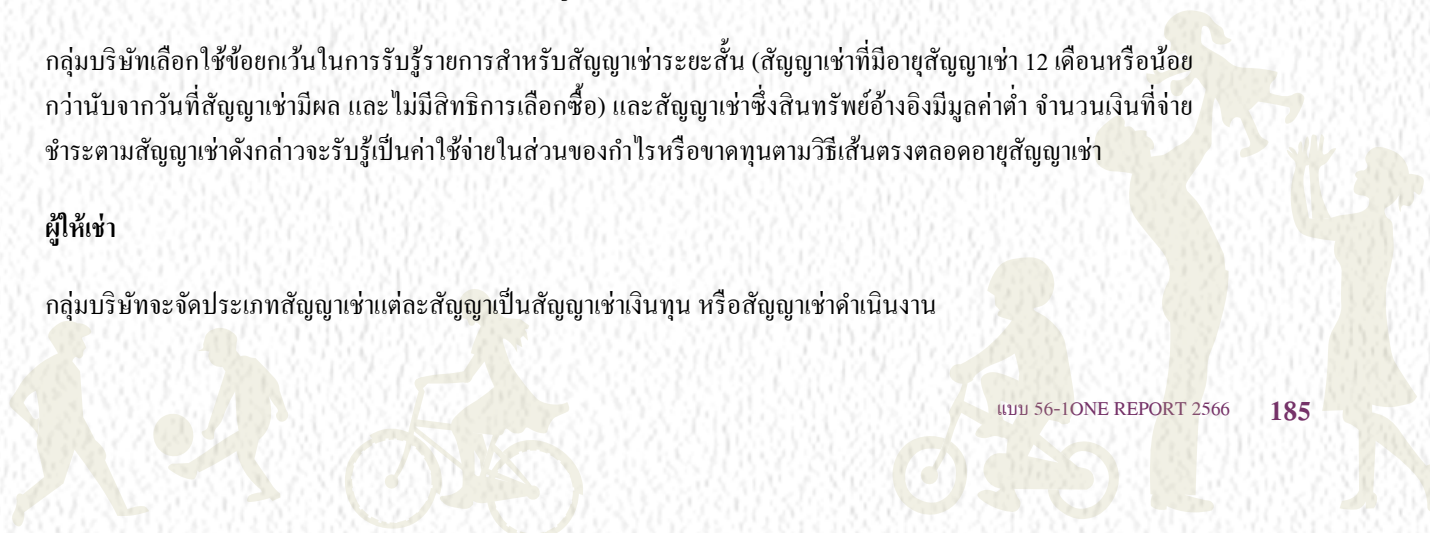 กลุ่มบริษัทเลือกใช้ข้อยกเว้นในการรับรู้รายการสำหรับสัญญาเช่าระยะสั้น (สัญญาเช่าที่มีอายุสัญญาเช่า 12 เดือนหรือน้อย
กว่านับจากวันที่สัญญาเช่ามีผล และไม่มีสิทธิการเลือกซื้อ) และสัญญาเช่าซึ่งสินทรัพย์อ้างอิงมีมูลค่าต่ำ จำนวนเงินที่จ่าย
ชำระตามสัญญาเช่าดังกล่าวจะรับรู้เป็นค่าใช้จ่ายในส่วนของกำไรหรือขาดทุนตามวิธีเส้นตรงตลอดอายุสัญญาเช่า
ผู้ให้เช่า
กลุ่มบริษัทจะจัดประเภทสัญญาเช่าแต่ละสัญญาเป็นสัญญาเช่าเงินทุน หรือสัญญาเช่าดำเนินงาน
แบบ 56-1ONE REPORT 2566 185